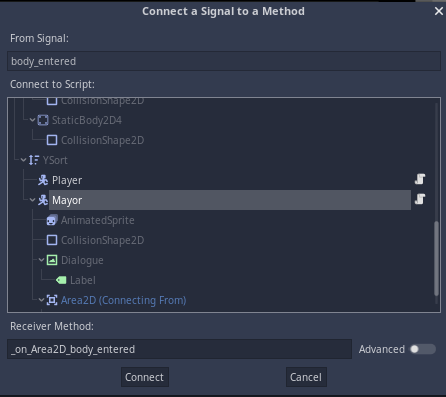 Connect a Signal to a Method
From Signal:
body_entered
Connect to Script:
CollisionShape2D
StaticBody2D4
CollisionShape2D
YSort
Player
Mayor
AnimatedSprite
CollisionShape2D
Dialogue
Label
Area2D (Connecting From)
Receiver Method:
_on_Area2D_body_entered
Advanced
Connect
Cancel